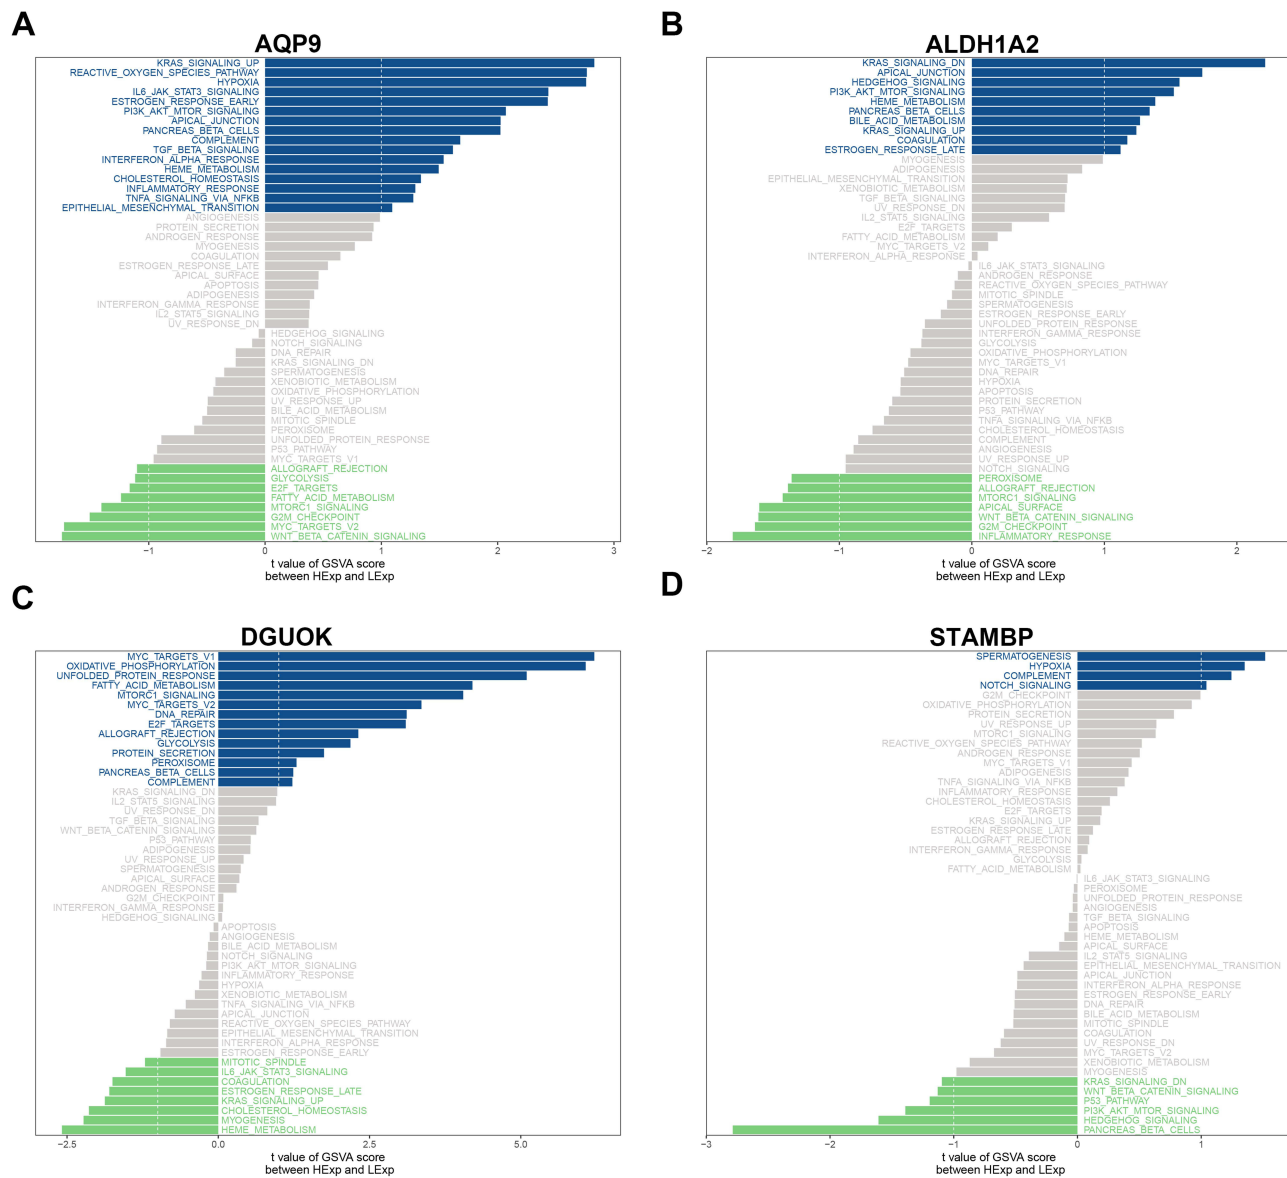 A
AQP9
KRAS_SIGNALING_UP
REACTIVE_OXYGEN_SPECIES_PATHWAY
HYPOXIA
IL6_JAK_STAT3_SIGNALING
ESTROGEN_RESPONSE_EARLY
PI3K_AKT_MTOR_SIGNALING
APICAL_JUNCTION
PANCREAS_BETA_CELLS
COMPLEMENT
TGF_BETA_SIGNALING
INTERFERON_ALPHA_RESPONSE
HEME_METABOLISM
CHOLESTEROL_HOMEOSTASIS
INFLAMMATORY_RESPONSE
TNFA_SIGNALING_VIA_NFKB
EPITHELIAL_MESENCHYMAL_TRANSITION
ANGIOGENESIS
PROTEIN_SECRETION
ANDROGEN_RESPONSE
MYOGENESIS
COAGULATION
ESTROGEN_RESPONSE_LATE
APICAL_SURFACE
APOPTOSIS
ADIPOGENESIS
INTERFERON_GAMMA_RESPONSE
IL2_STAT5_SIGNALING
UV_RESPONSE_DN
HEDGEHOG_SIGNALING
NOTCH_SIGNALING
DNA_REPAIR
KRAS_SIGNALING_DN
SPERMATOGENESIS
XENOBIOTIC_METABOLISM
OXIDATIVE_PHOSPHORYLATION
UV_RESPONSE_UP
BILE_ACID_METABOLISM
MITOTIC_SPINDLE
PEROXISOME
UNFOLDED_PROTEIN_RESPONSE
P53_PATHWAY
MYC_TARGETS_V1
ALLOGRAFT_REJECTION
GLYCOLYSIS
E2F_TARGETS
FATTY_ACID_METABOLISM
MTORC1_SIGNALING
G2M_CHECKPOINT
MYC_TARGETS_V2
WNT_BETA_CATENIN_SIGNALING
−1 0 1 2 3
t value of GSVA score
between HExp and LExp
B
ALDH1A2
KRAS_SIGNALING_DN
APICAL_JUNCTION
HEDGEHOG_SIGNALING
PI3K_AKT_MTOR_SIGNALING
HEME_METABOLISM
PANCREAS_BETA_CELLS
BILE_ACID_METABOLISM
KRAS_SIGNALING_UP
COAGULATION
ESTROGEN_RESPONSE_LATE
MYOGENESIS
ADIPOGENESIS
EPITHELIAL_MESENCHYMAL_TRANSITION
XENOBIOTIC_METABOLISM
TGF_BETA_SIGNALING
UV_RESPONSE_DN
IL2_STAT5_SIGNALING
E2F_TARGETS
FATTY_ACID_METABOLISM
MYC_TARGETS_V2
INTERFERON_ALPHA_RESPONSE
IL6_JAK_STAT3_SIGNALING
ANDROGEN_RESPONSE
REACTIVE_OXYGEN_SPECIES_PATHWAY
MITOTIC_SPINDLE
SPERMATOGENESIS
ESTROGEN_RESPONSE_EARLY
UNFOLDED_PROTEIN_RESPONSE
INTERFERON_GAMMA_RESPONSE
GLYCOLYSIS
OXIDATIVE_PHOSPHORYLATION
MYC_TARGETS_V1
DNA_REPAIR
HYPOXIA
APOPTOSIS
PROTEIN_SECRETION
P53_PATHWAY
TNFA_SIGNALING_VIA_NFKB
CHOLESTEROL_HOMEOSTASIS
COMPLEMENT
ANGIOGENESIS
UV_RESPONSE_UP
NOTCH_SIGNALING
PEROXISOME
ALLOGRAFT_REJECTION
MTORC1_SIGNALING
APICAL_SURFACE
WNT_BETA_CATENIN_SIGNALING
G2M_CHECKPOINT
INFLAMMATORY_RESPONSE
−2 −1 0 1 2
t value of GSVA score
between HExp and LExp
C
DGUOK
MYC_TARGETS_V1
OXIDATIVE_PHOSPHORYLATION
UNFOLDED_PROTEIN_RESPONSE
FATTY_ACID_METABOLISM
MTORC1_SIGNALING
MYC_TARGETS_V2
DNA_REPAIR
E2F_TARGETS
ALLOGRAFT_REJECTION
GLYCOLYSIS
PROTEIN_SECRETION
PEROXISOME
PANCREAS_BETA_CELLS
COMPLEMENT
KRAS_SIGNALING_DN
IL2_STAT5_SIGNALING
UV_RESPONSE_DN
TGF_BETA_SIGNALING
WNT_BETA_CATENIN_SIGNALING
P53_PATHWAY
ADIPOGENESIS
UV_RESPONSE_UP
SPERMATOGENESIS
APICAL_SURFACE
ANDROGEN_RESPONSE
G2M_CHECKPOINT
INTERFERON_GAMMA_RESPONSE
HEDGEHOG_SIGNALING
APOPTOSIS
ANGIOGENESIS
BILE_ACID_METABOLISM
NOTCH_SIGNALING
PI3K_AKT_MTOR_SIGNALING
INFLAMMATORY_RESPONSE
HYPOXIA
XENOBIOTIC_METABOLISM
TNFA_SIGNALING_VIA_NFKB
APICAL_JUNCTION
REACTIVE_OXYGEN_SPECIES_PATHWAY
EPITHELIAL_MESENCHYMAL_TRANSITION
INTERFERON_ALPHA_RESPONSE
ESTROGEN_RESPONSE_EARLY
MITOTIC_SPINDLE
IL6_JAK_STAT3_SIGNALING
COAGULATION
ESTROGEN_RESPONSE_LATE
KRAS_SIGNALING_UP
CHOLESTEROL_HOMEOSTASIS
MYOGENESIS
HEME_METABOLISM
−2.5 0.0 2.5 5.0
t value of GSVA score
between HExp and LExp
D
STAMBP
SPERMATOGENESIS
HYPOXIA
COMPLEMENT
NOTCH_SIGNALING
G2M_CHECKPOINT
OXIDATIVE_PHOSPHORYLATION
PROTEIN_SECRETION
UV_RESPONSE_UP
MTORC1_SIGNALING
REACTIVE_OXYGEN_SPECIES_PATHWAY
ANDROGEN_RESPONSE
MYC_TARGETS_V1
ADIPOGENESIS
TNFA_SIGNALING_VIA_NFKB
INFLAMMATORY_RESPONSE
CHOLESTEROL_HOMEOSTASIS
E2F_TARGETS
KRAS_SIGNALING_UP
ESTROGEN_RESPONSE_LATE
ALLOGRAFT_REJECTION
INTERFERON_GAMMA_RESPONSE
GLYCOLYSIS
FATTY_ACID_METABOLISM
IL6_JAK_STAT3_SIGNALING
PEROXISOME
UNFOLDED_PROTEIN_RESPONSE
ANGIOGENESIS
TGF_BETA_SIGNALING
APOPTOSIS
HEME_METABOLISM
APICAL_SURFACE
IL2_STAT5_SIGNALING
EPITHELIAL_MESENCHYMAL_TRANSITION
APICAL_JUNCTION
INTERFERON_ALPHA_RESPONSE
ESTROGEN_RESPONSE_EARLY
DNA_REPAIR
BILE_ACID_METABOLISM
MITOTIC_SPINDLE
COAGULATION
UV_RESPONSE_DN
MYC_TARGETS_V2
XENOBIOTIC_METABOLISM
MYOGENESIS
KRAS_SIGNALING_DN
WNT_BETA_CATENIN_SIGNALING
P53_PATHWAY
PI3K_AKT_MTOR_SIGNALING
HEDGEHOG_SIGNALING
PANCREAS_BETA_CELLS
−3 −2 −1 0 1
t value of GSVA score
between HExp and LExp